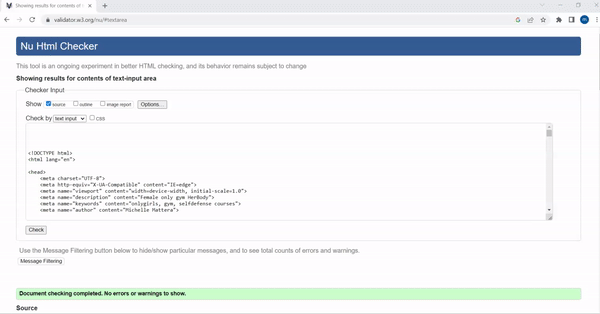 Showing results for contents of
validator.w3.org/nu/#textarea
Nu Html Checker
This tool is an ongoing experiment in better HTML checking, and its behavior remains subject to change
Showing results for contents of text-input area
Checker Input
Show source outline image report Options...
Check by text input css
<!DOCTYPE html>
<html lang="en">
<head>
<meta charset="UTF-8">
<meta http-equiv="X-UA-Compatible" content="IE=edge">
<meta name="viewport" content="width=device-width, initial-scale=1.0">
<meta name="description" content="Female only gym HerBody">
<meta name="keywords" content="onlygirls, gym, selfdefense courses">
<meta name="author" content="Michelle Mattera">
Check
Use the Message Filtering button below to hide/show particular messages, and to see total counts of errors and warnings.
Message Filtering
Document checking completed. No errors or warnings to show.
Source